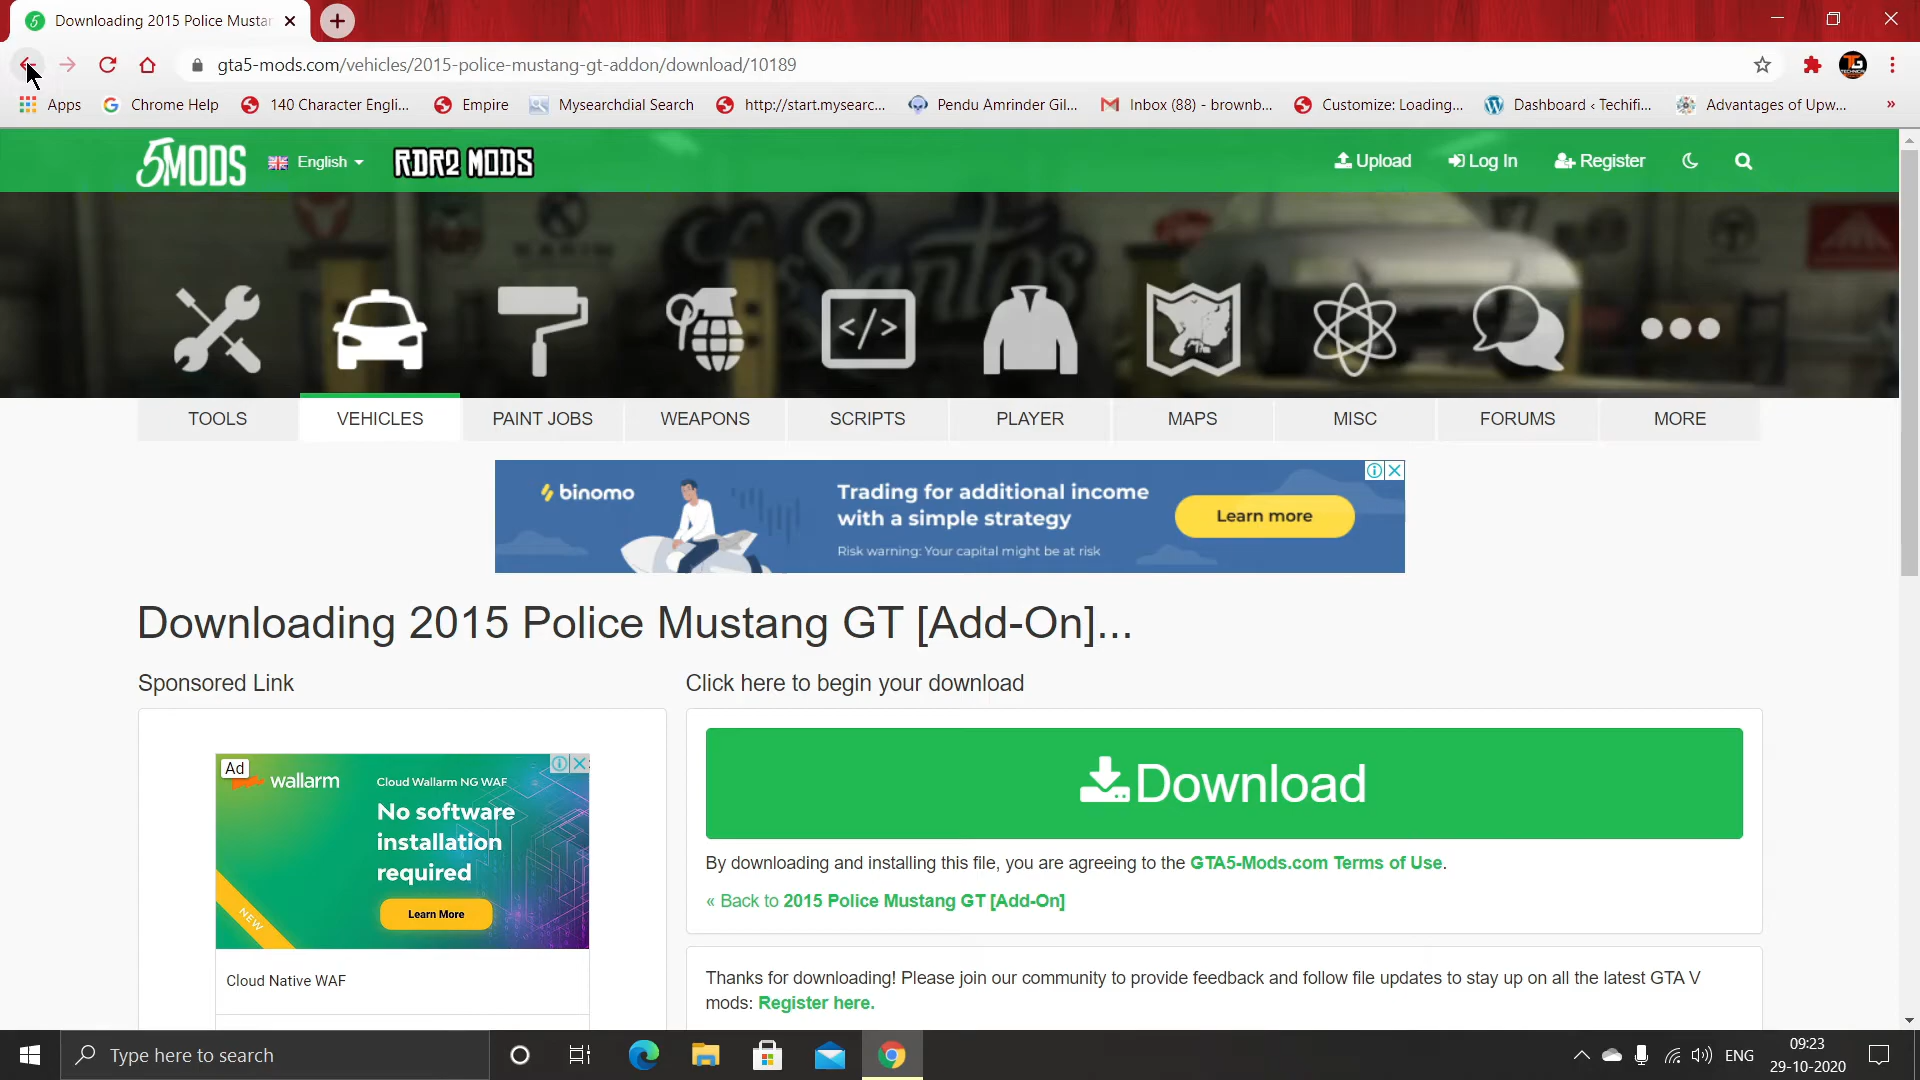 Downloading 2015 Police Mustan
gta5-mods.com/vehicles/2015-police-mustang-gt-addon/download/10189
Apps
Chrome Help
140 Character Engli...
Empire
Mysearchdial Search
http://start.mysearc...
Pendu Amrinder Gil...
Inbox (88) - brownb...
Customize: Loading...
Dashboard ‹ Techifi...
Advantages of Upw...
»
5MODS
English
RDR2 MODS
Upload
Log In
Register
Santos
TOOLS
VEHICLES
PAINT JOBS
WEAPONS
SCRIPTS
PLAYER
MAPS
MISC
FORUMS
MORE
binomo
Trading for additional income
with a simple strategy
Risk warning: Your capital might be at risk
Learn more
Downloading 2015 Police Mustang GT [Add-On]...
Sponsored Link
Click here to begin your download
Ad
wallarm
Cloud Wallarm NG WAF
No software
installation
required
Learn More
NEW
Cloud Native WAF
Download
By downloading and installing this file, you are agreeing to the GTA5-Mods.com Terms of Use.
« Back to 2015 Police Mustang GT [Add-On]
Thanks for downloading! Please join our community to provide feedback and follow file updates to stay up on all the latest GTA V
mods: Register here.
Type here to search
ENG
09:23
29-10-2020